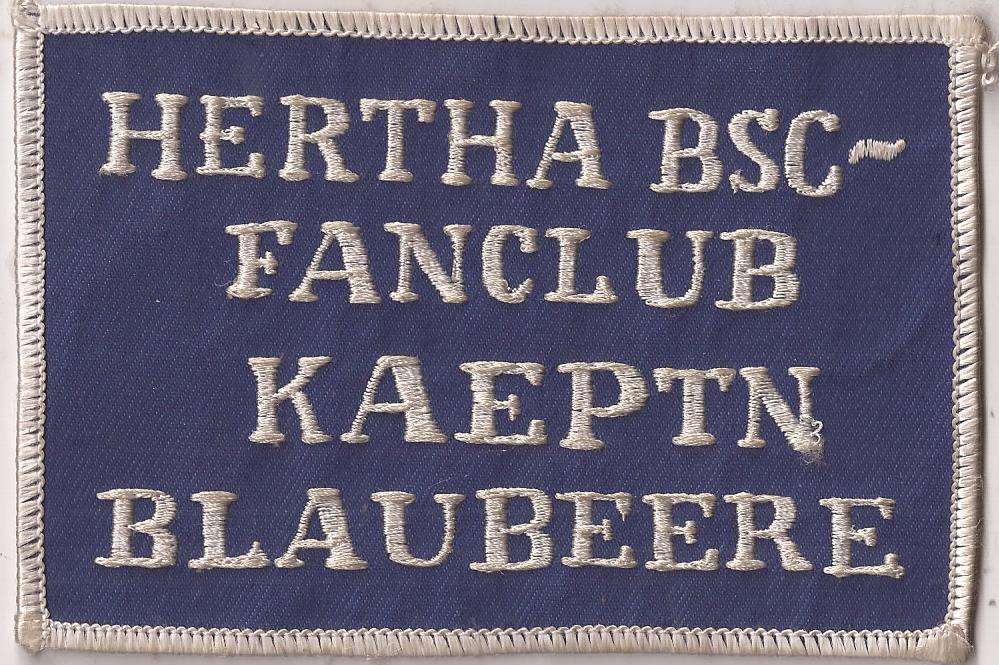 HERTHA BSC-
FANCLUB
KAEPTN
BLAUBEERE